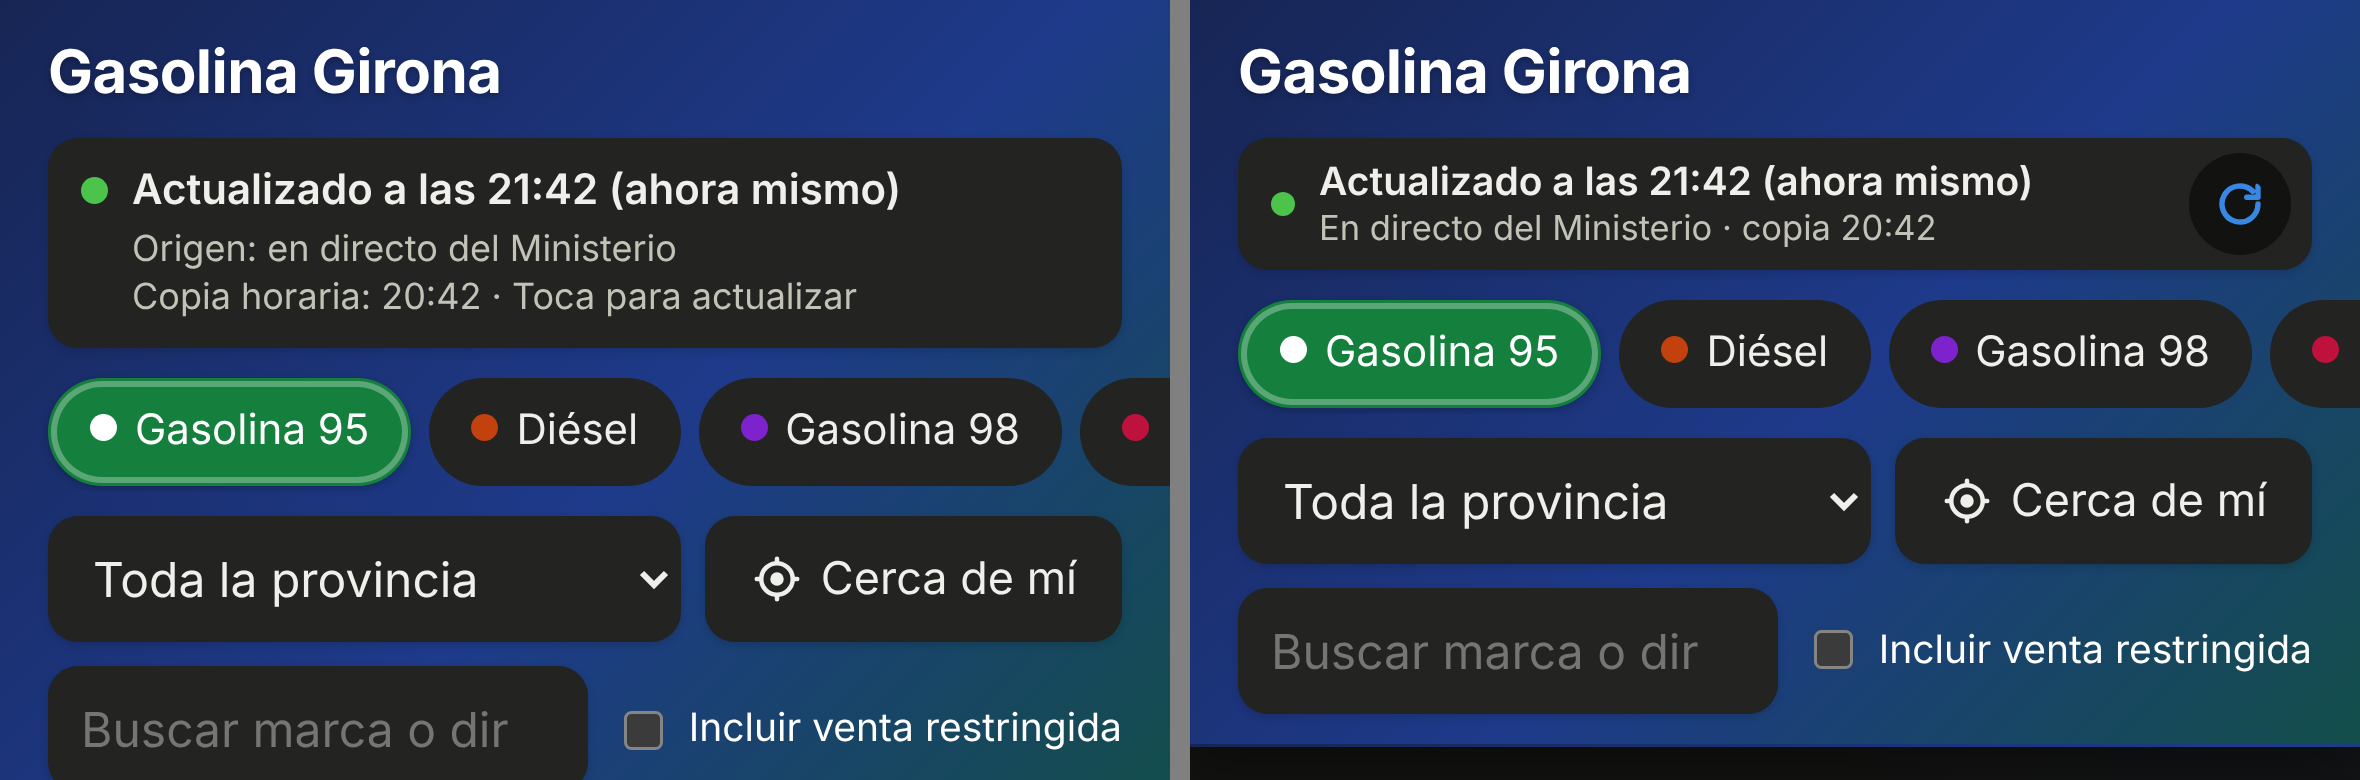 Gasolina Girona
Actualizado a las 21:42 (ahora mismo)
Origen: en directo del Ministerio
Copia horaria: 20:42 · Toca para actualizar
Gasolina 95
Diésel
Gasolina 98
Toda la provincia
Cerca de mí
Buscar marca o dir
Incluir venta restringida
Gasolina Girona
Actualizado a las 21:42 (ahora mismo)
En directo del Ministerio · copia 20:42
Gasolina 95
Diésel
Gasolina 98
Toda la provincia
Cerca de mí
Buscar marca o dir
Incluir venta restringida